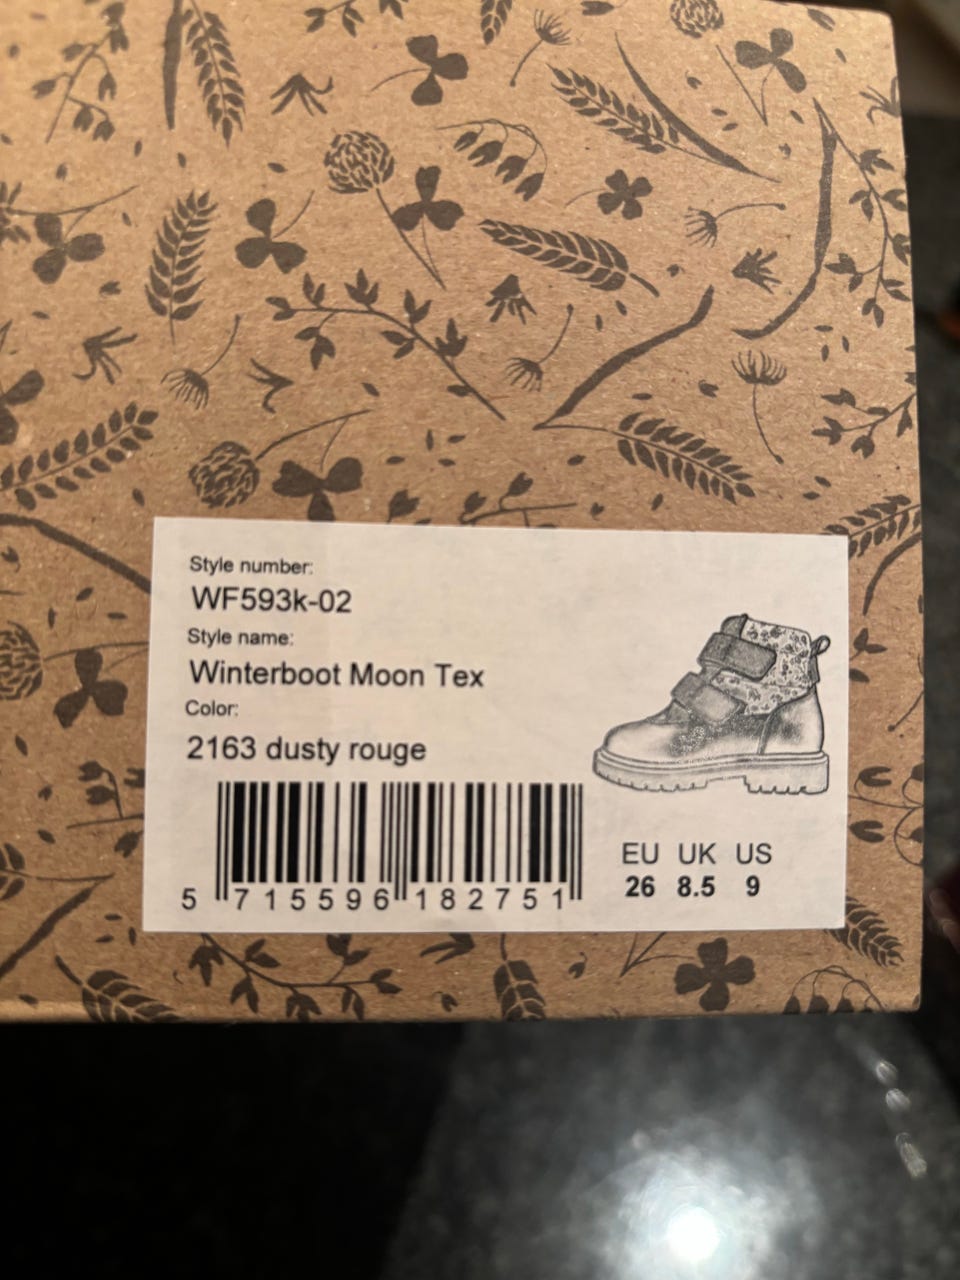 Style number:
WF593k-02
Style name:
Winterboot Moon Tex
Color:
2163 dusty rouge
5 715596 182751
EU UK US
26 8.5 9